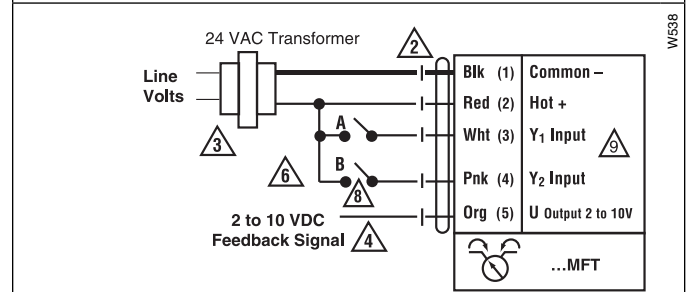 W538
24 VAC Transformer
2
Line
Volts
Blk (1) Common –
Red (2) Hot +
3
A
Wht (3) Y1 Input
9
6
B
8
Pnk (4) Y2 Input
2 to 10 VDC
Feedback Signal
4
Org (5) U Output 2 to 10V
...MFT